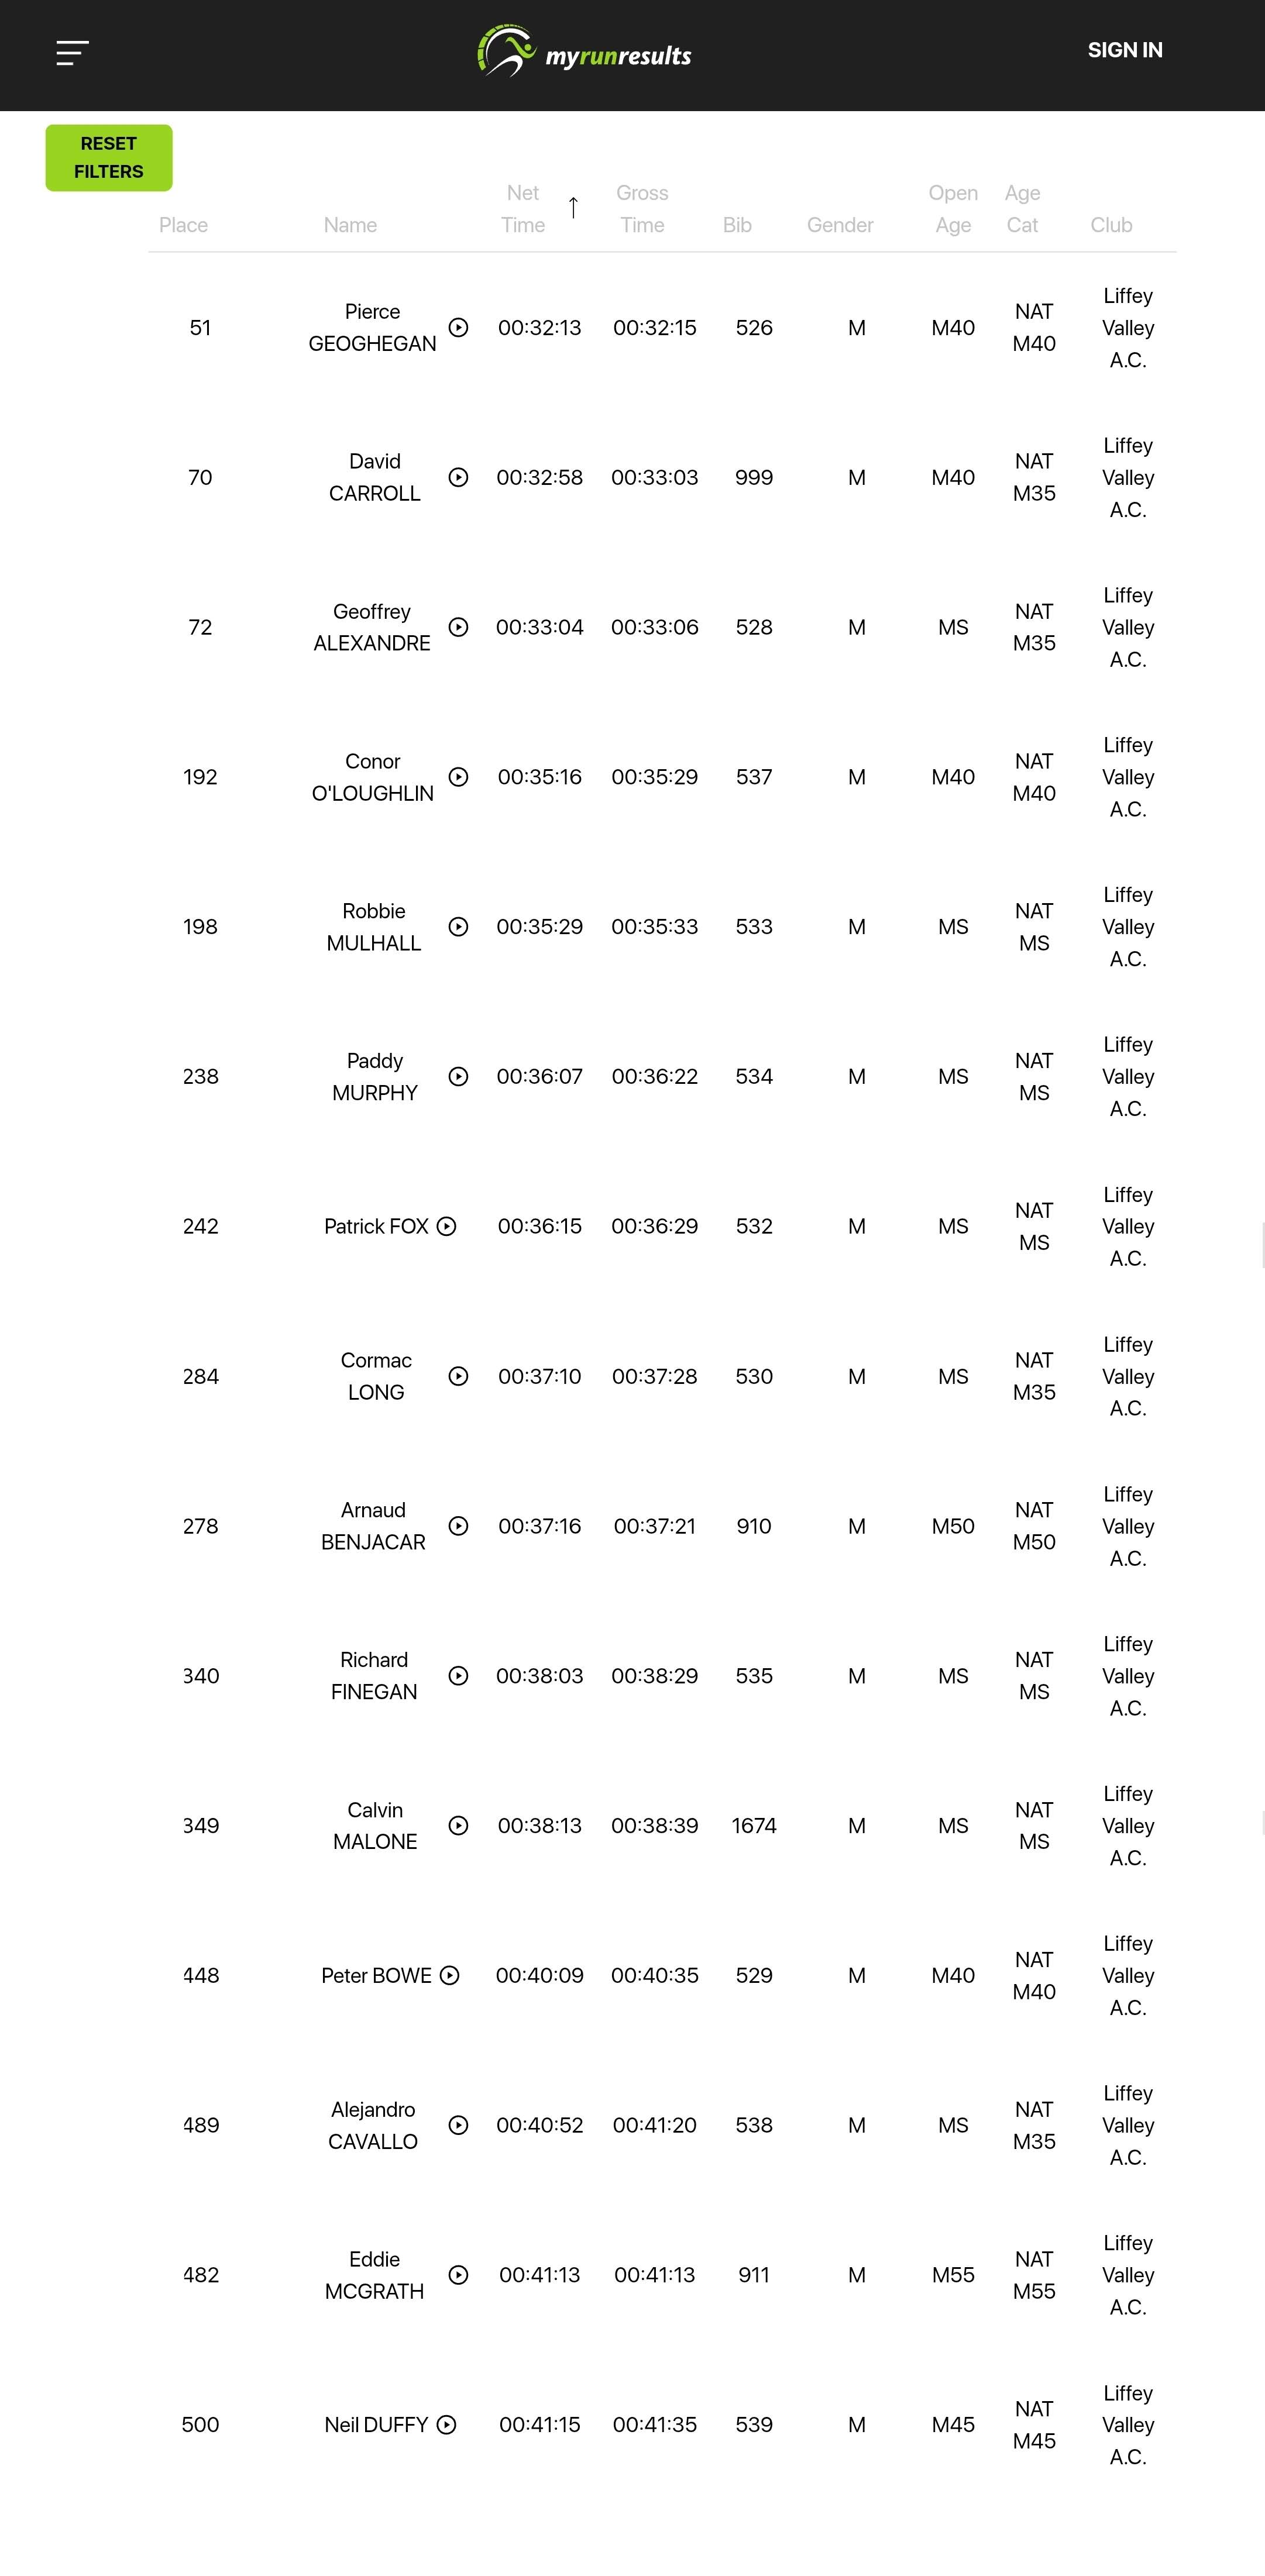 myrunresults
SIGN IN
RESET
FILTERS
Place Name Net Time ↑ Gross Time Bib Gender Open Age Age Cat Club
51 Pierce GEOGHEGAN 00:32:13 00:32:15 526 M M40 NAT M40 Liffey Valley A.C.
70 David CARROLL 00:32:58 00:33:03 999 M M40 NAT M35 Liffey Valley A.C.
72 Geoffrey ALEXANDRE 00:33:04 00:33:06 528 M MS NAT M35 Liffey Valley A.C.
192 Conor O'LOUGHLIN 00:35:16 00:35:29 537 M M40 NAT M40 Liffey Valley A.C.
198 Robbie MULHALL 00:35:29 00:35:33 533 M MS NAT MS Liffey Valley A.C.
238 Paddy MURPHY 00:36:07 00:36:22 534 M MS NAT MS Liffey Valley A.C.
242 Patrick FOX 00:36:15 00:36:29 532 M MS NAT MS Liffey Valley A.C.
284 Cormac LONG 00:37:10 00:37:28 530 M MS NAT M35 Liffey Valley A.C.
278 Arnaud BENJACAR 00:37:16 00:37:21 910 M M50 NAT M50 Liffey Valley A.C.
340 Richard FINEGAN 00:38:03 00:38:29 535 M MS NAT MS Liffey Valley A.C.
349 Calvin MALONE 00:38:13 00:38:39 1674 M MS NAT MS Liffey Valley A.C.
448 Peter BOWE 00:40:09 00:40:35 529 M M40 NAT M40 Liffey Valley A.C.
489 Alejandro CAVALLO 00:40:52 00:41:20 538 M MS NAT M35 Liffey Valley A.C.
482 Eddie MCGRATH 00:41:13 00:41:13 911 M M55 NAT M55 Liffey Valley A.C.
500 Neil DUFFY 00:41:15 00:41:35 539 M M45 NAT M45 Liffey Valley A.C.